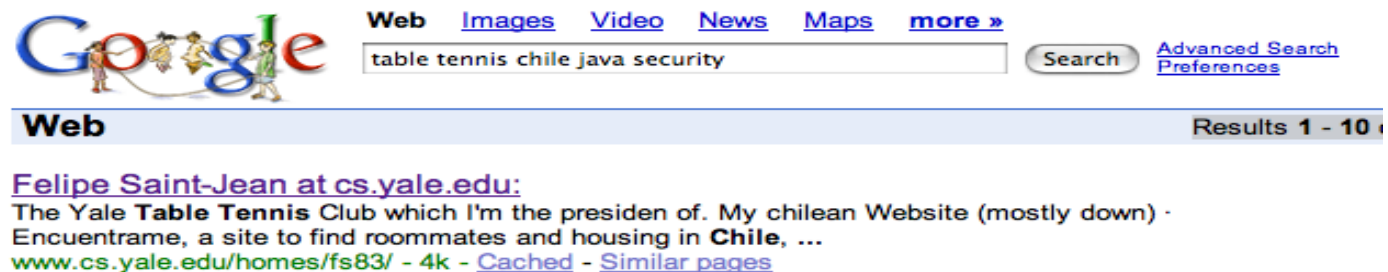 Google
Web Images Video News Maps more »
table tennis chile java security Search Advanced Search
Preferences
Web Results 1 - 10
Felipe Saint-Jean at cs.yale.edu:
The Yale Table Tennis Club which I'm the presiden of. My chilean Website (mostly down) -
Encuentrame, a site to find roommates and housing in Chile, ...
www.cs.yale.edu/homes/fs83/ - 4k - Cached - Similar pages